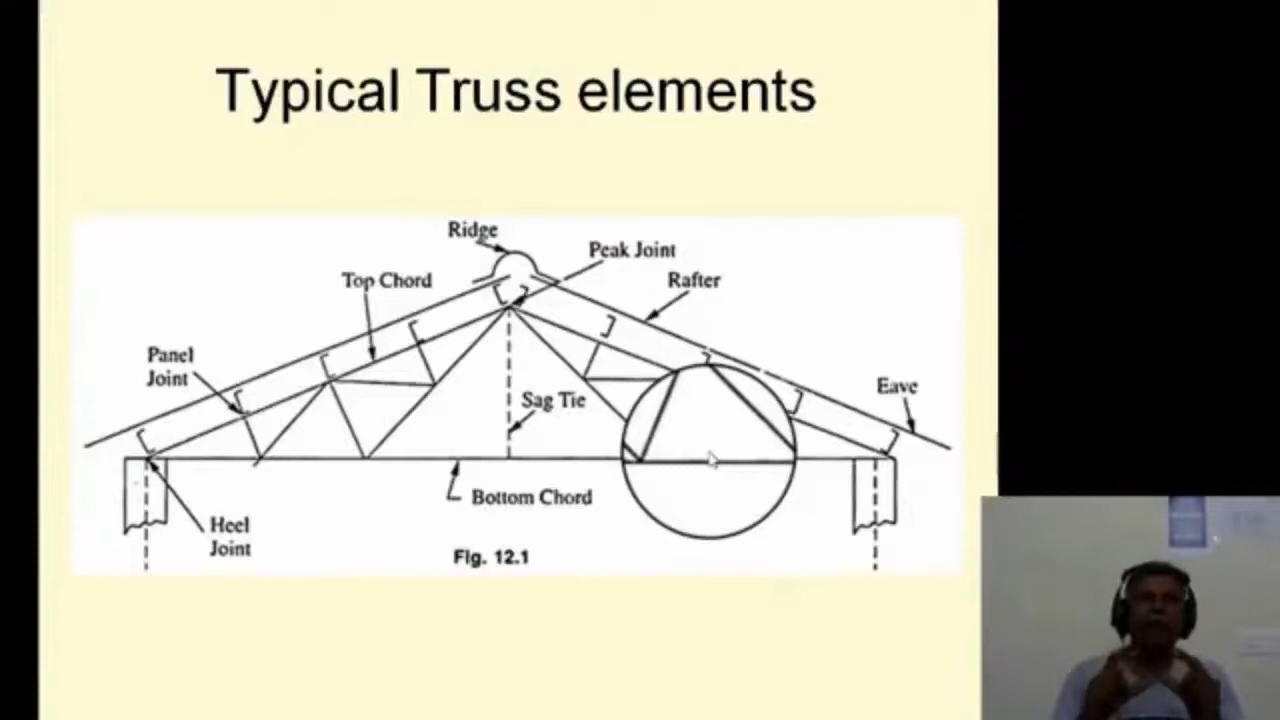 Typical Truss elements
Ridge
Peak Joint
Top Chord
Rafter
Panel
Joint
Eave
Sag Tie
Bottom Chord
Heel
Joint
Fig. 12.1